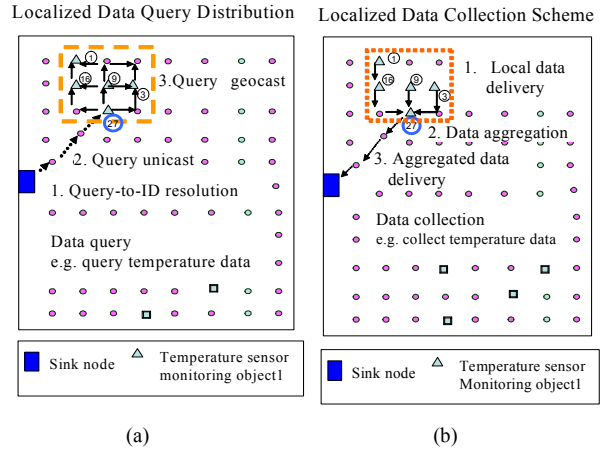 Localized Data Query Distribution
1
16
9
3
3.Query geocast
27
2. Query unicast
1. Query-to-ID resolution
Data query
e.g. query temperature data
Sink node
Temperature sensor
monitoring object1
(a)
Localized Data Collection Scheme
1
16
9
3
1. Local data
delivery
27
2. Data aggregation
3. Aggregated data
delivery
Data collection
e.g. collect temperature data
Sink node
Temperature sensor
Monitoring object1
(b)